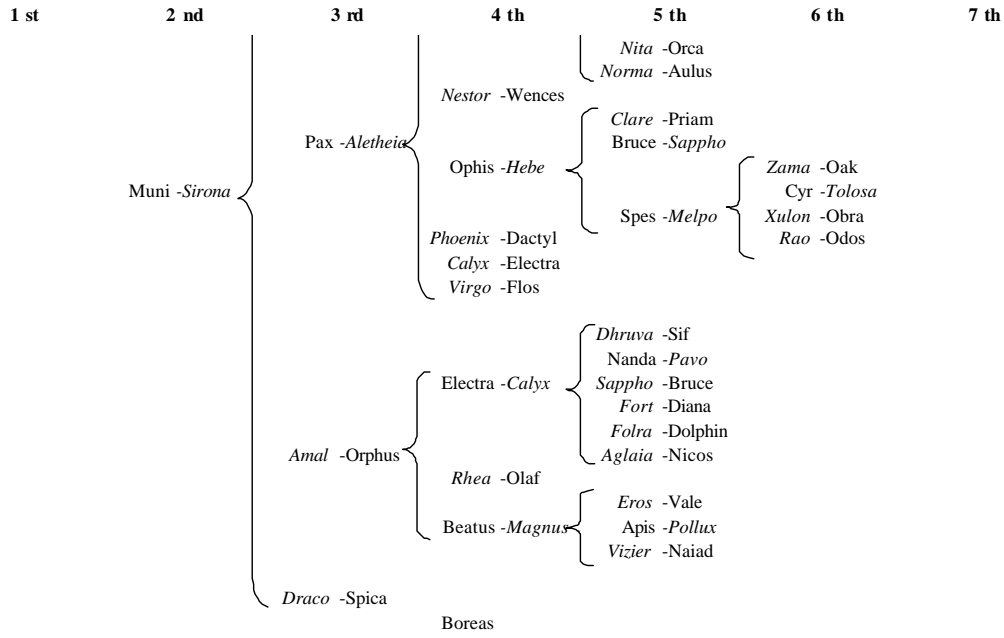 1 st 2 nd 3 rd 4 th 5 th 6 th 7 th
Nita -Orca
Norma -Aulus
Nestor -Wences
Clare -Priam
Pax -Aletheia
Bruce -Sappho
Ophis -Hebe
Zama -Oak
Muni -Sirona
Cyr -Tolosa
Spes -Melpo
Xulon -Obra
Phoenix -Dactyl
Rao -Odos
Calyx -Electra
Virgo -Flos
Dhruva -Sif
Nanda -Pavo
Electra -Calyx
Sappho -Bruce
Fort -Diana
Folra -Dolphin
Amal -Orphus
Aglaia -Nicos
Rhea -Olaf
Eros -Vale
Beatus -Magnus
Apis -Pollux
Vizier -Naiad
Draco -Spica
Boreas